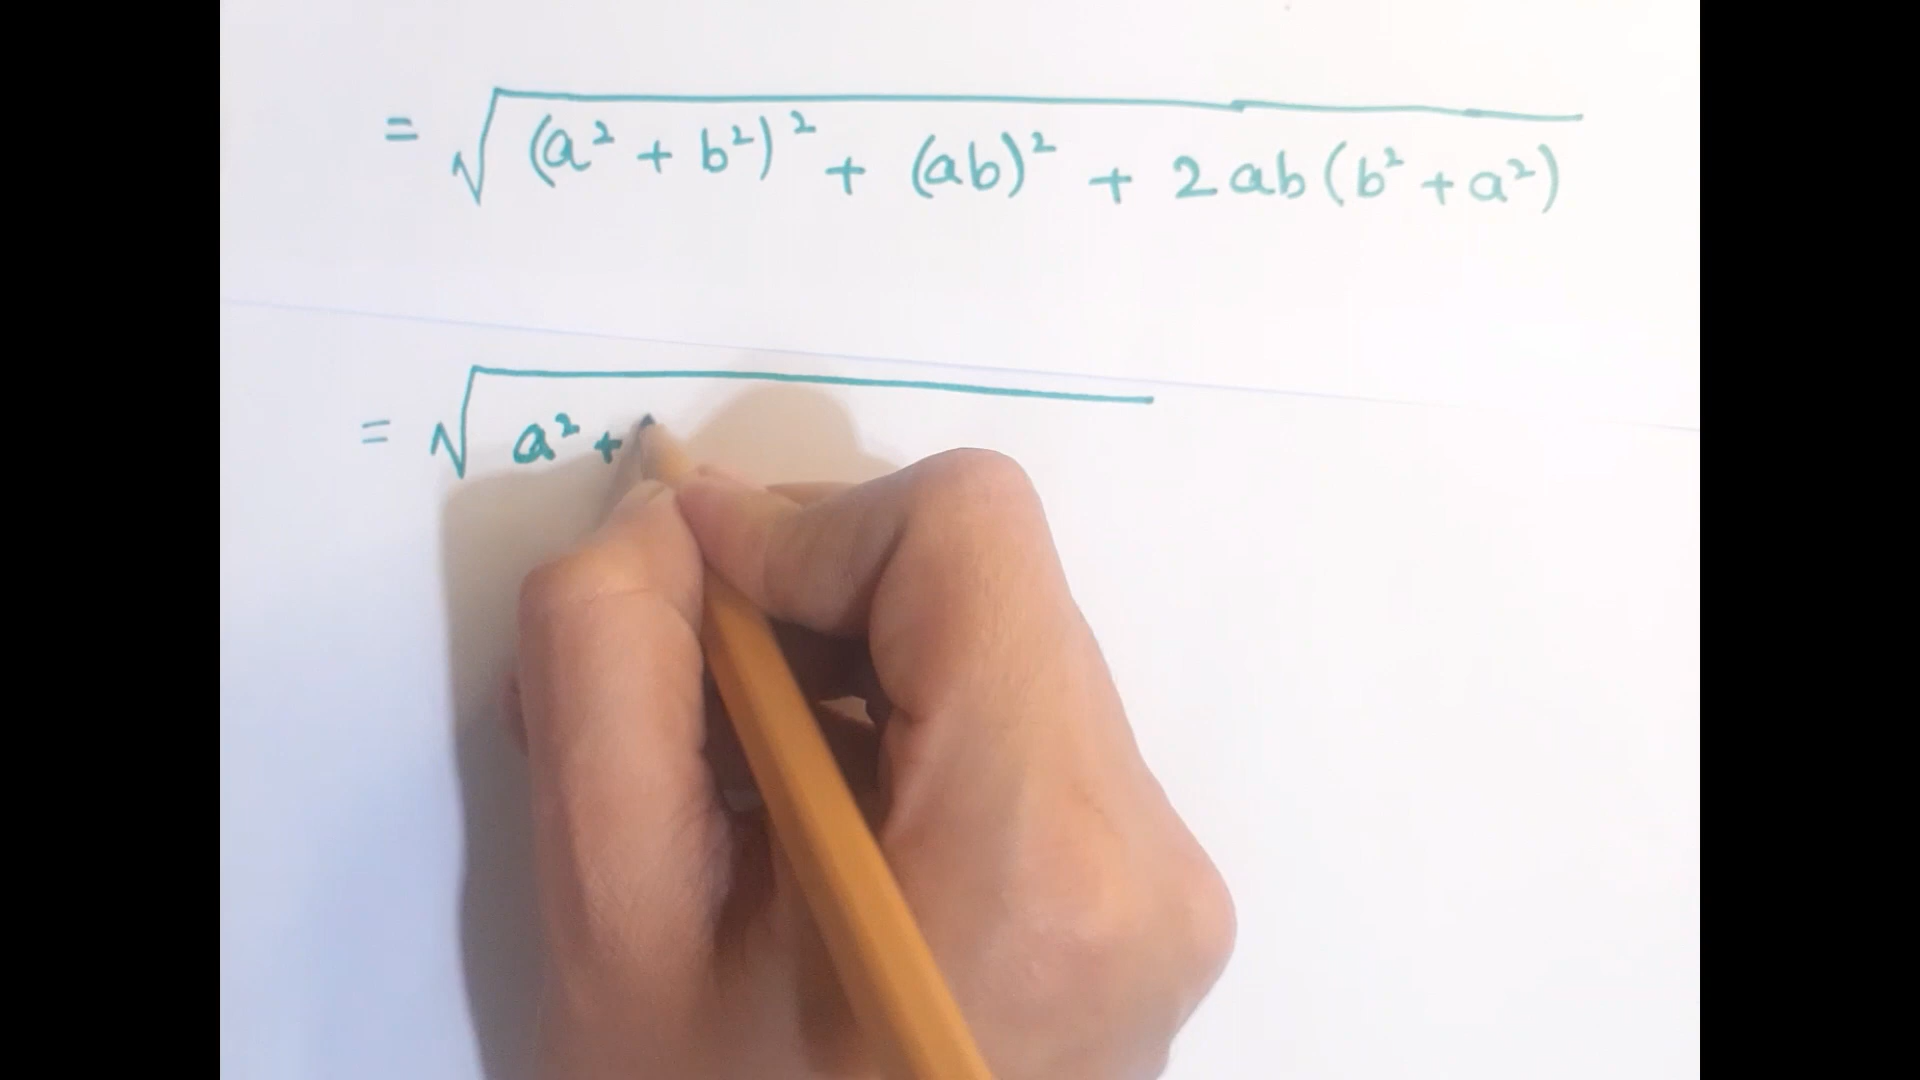 = √(a² + b²)² + (ab)² + 2ab(b² + a²)
= √a² +